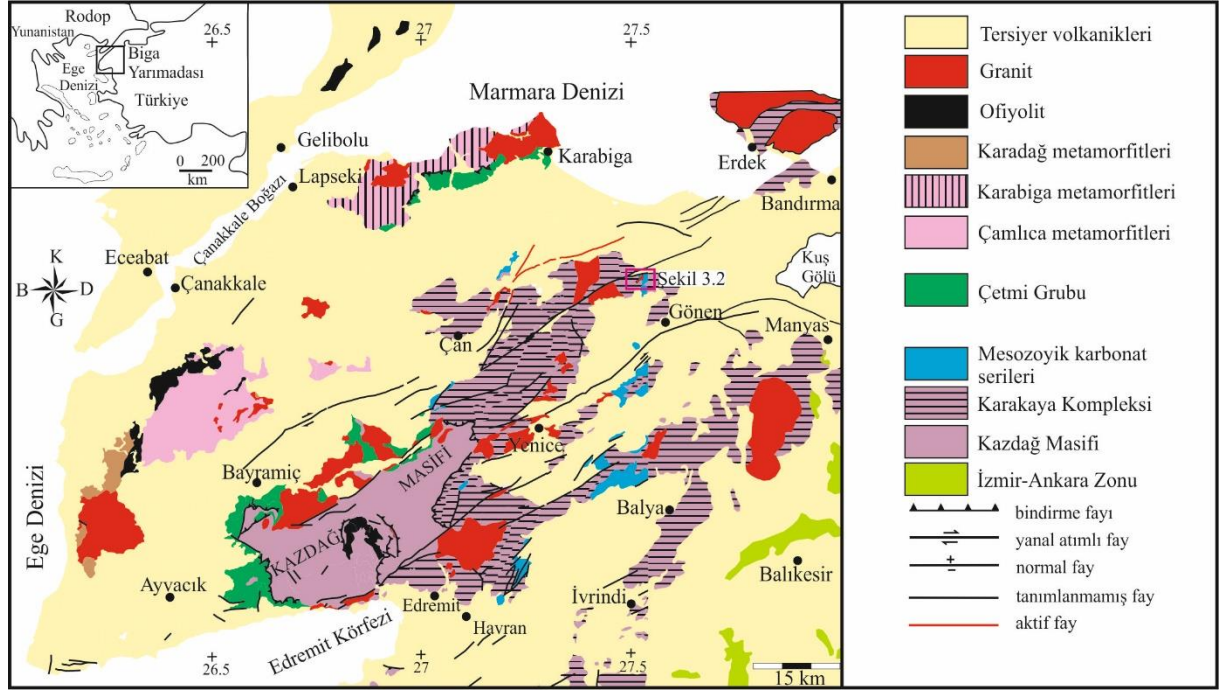 Rodop
Yunanistan
Ege
Denizi
Biga
Yarımadası
Türkiye
0 200
km
26.5
27
27.5
Marmara Denizi
Gelibolu
Lapseki
Karabiga
Erdek
Bandırma
Çanakkale Boğazı
Eceabat
Çanakkale
K
B D
G
Kuş
Gölü
Şekil 3.2
Gönen
Manyas
Çan
Yenice
Bayramiç
KAZDAĞ MASİFİ
Balya
Ege Denizi
Ayvacık
Edremit
Havran
İvrindi
Balıkesir
Edremit Körfezi
26.5
27
27.5
15 km
Tersiyer volkanikleri
Granit
Ofiyolit
Karadağ metamorfitleri
Karabiga metamorfitleri
Çamlıca metamorfitleri
Çetmi Grubu
Mesozoyik karbonat
serileri
Karakaya Kompleksi
Kazdağ Masifi
İzmir-Ankara Zonu
bindirme fayı
yanal atımlı fay
normal fay
tanımlanmamış fay
aktif fay